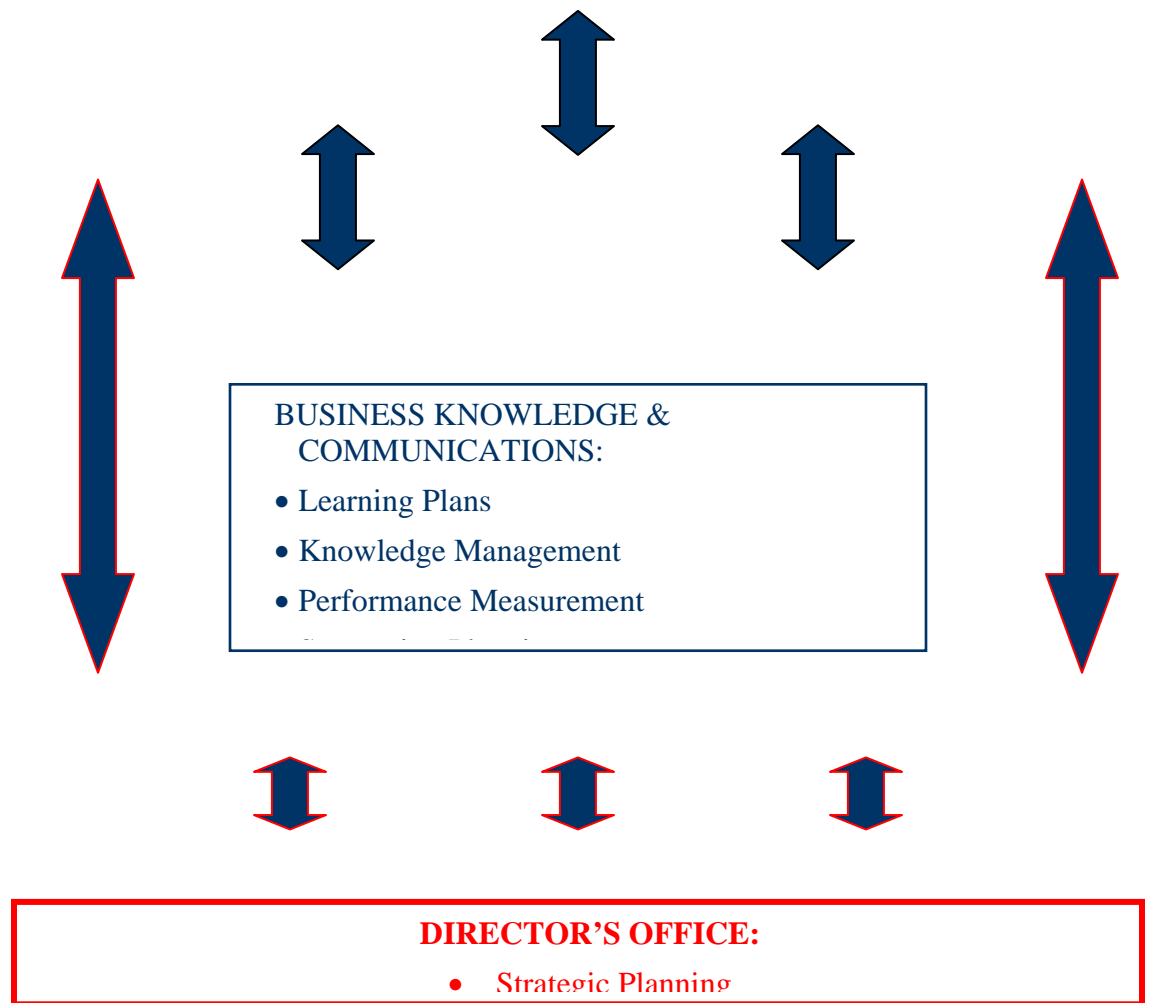 BUSINESS KNOWLEDGE &
COMMUNICATIONS:
• Learning Plans
• Knowledge Management
• Performance Measurement
DIRECTOR’S OFFICE:
• Strategic Planning